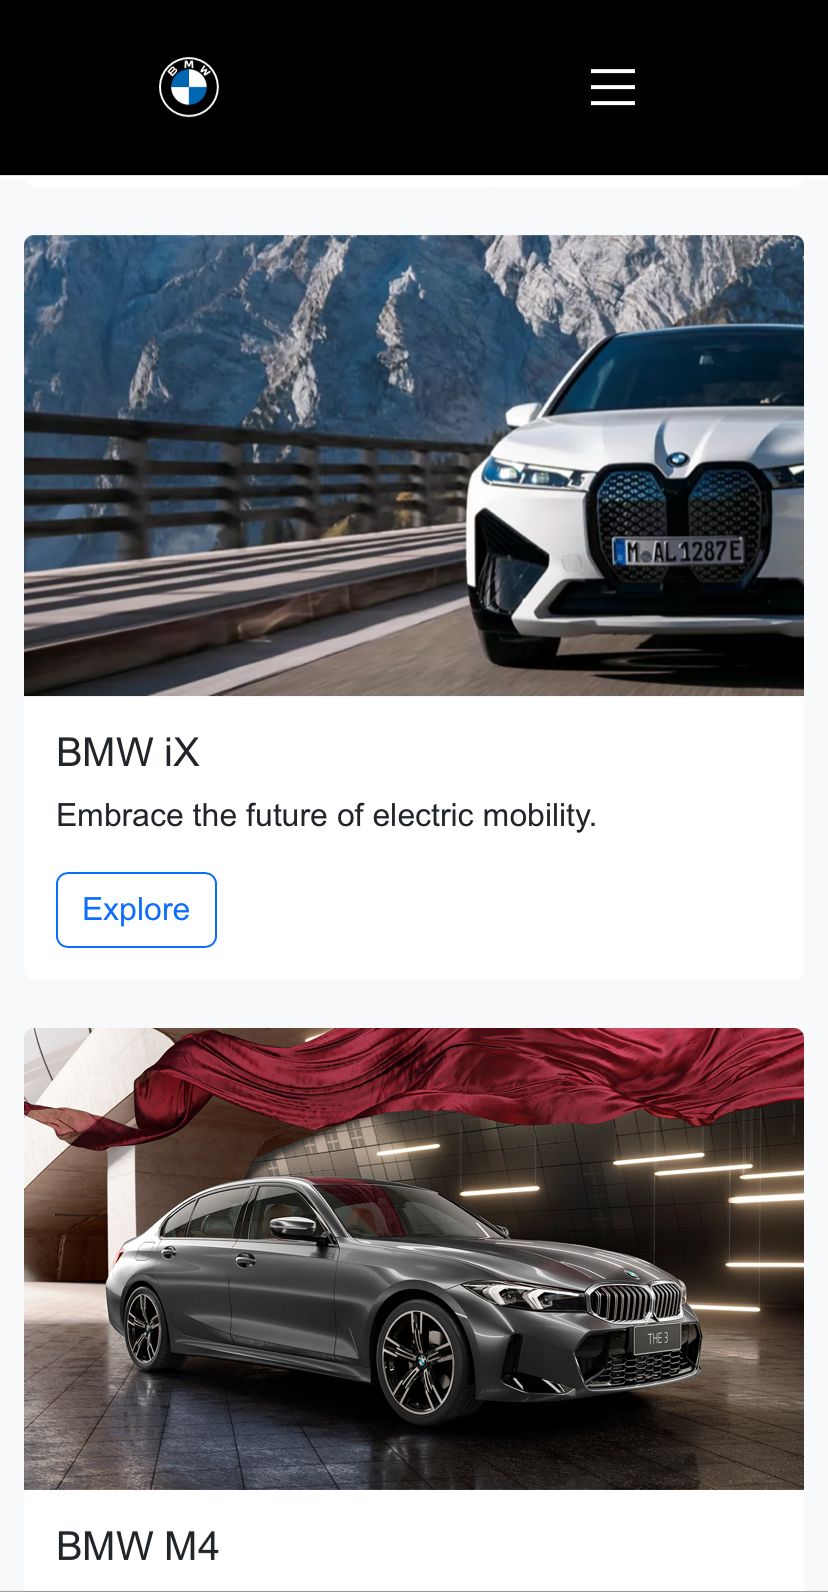 BMW
M AL 1287E
BMW iX
Embrace the future of electric mobility.
Explore
THE 3
BMW M4